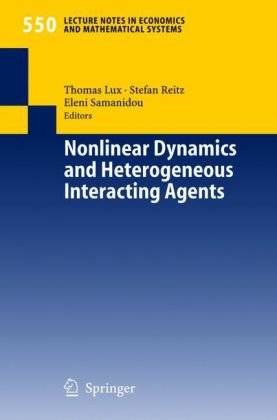 550
LECTURE NOTES IN ECONOMICS
AND MATHEMATICAL SYSTEMS
Thomas Lux · Stefan Reitz
Eleni Samanidou
Editors
Nonlinear Dynamics
and Heterogeneous
Interacting Agents
Springer